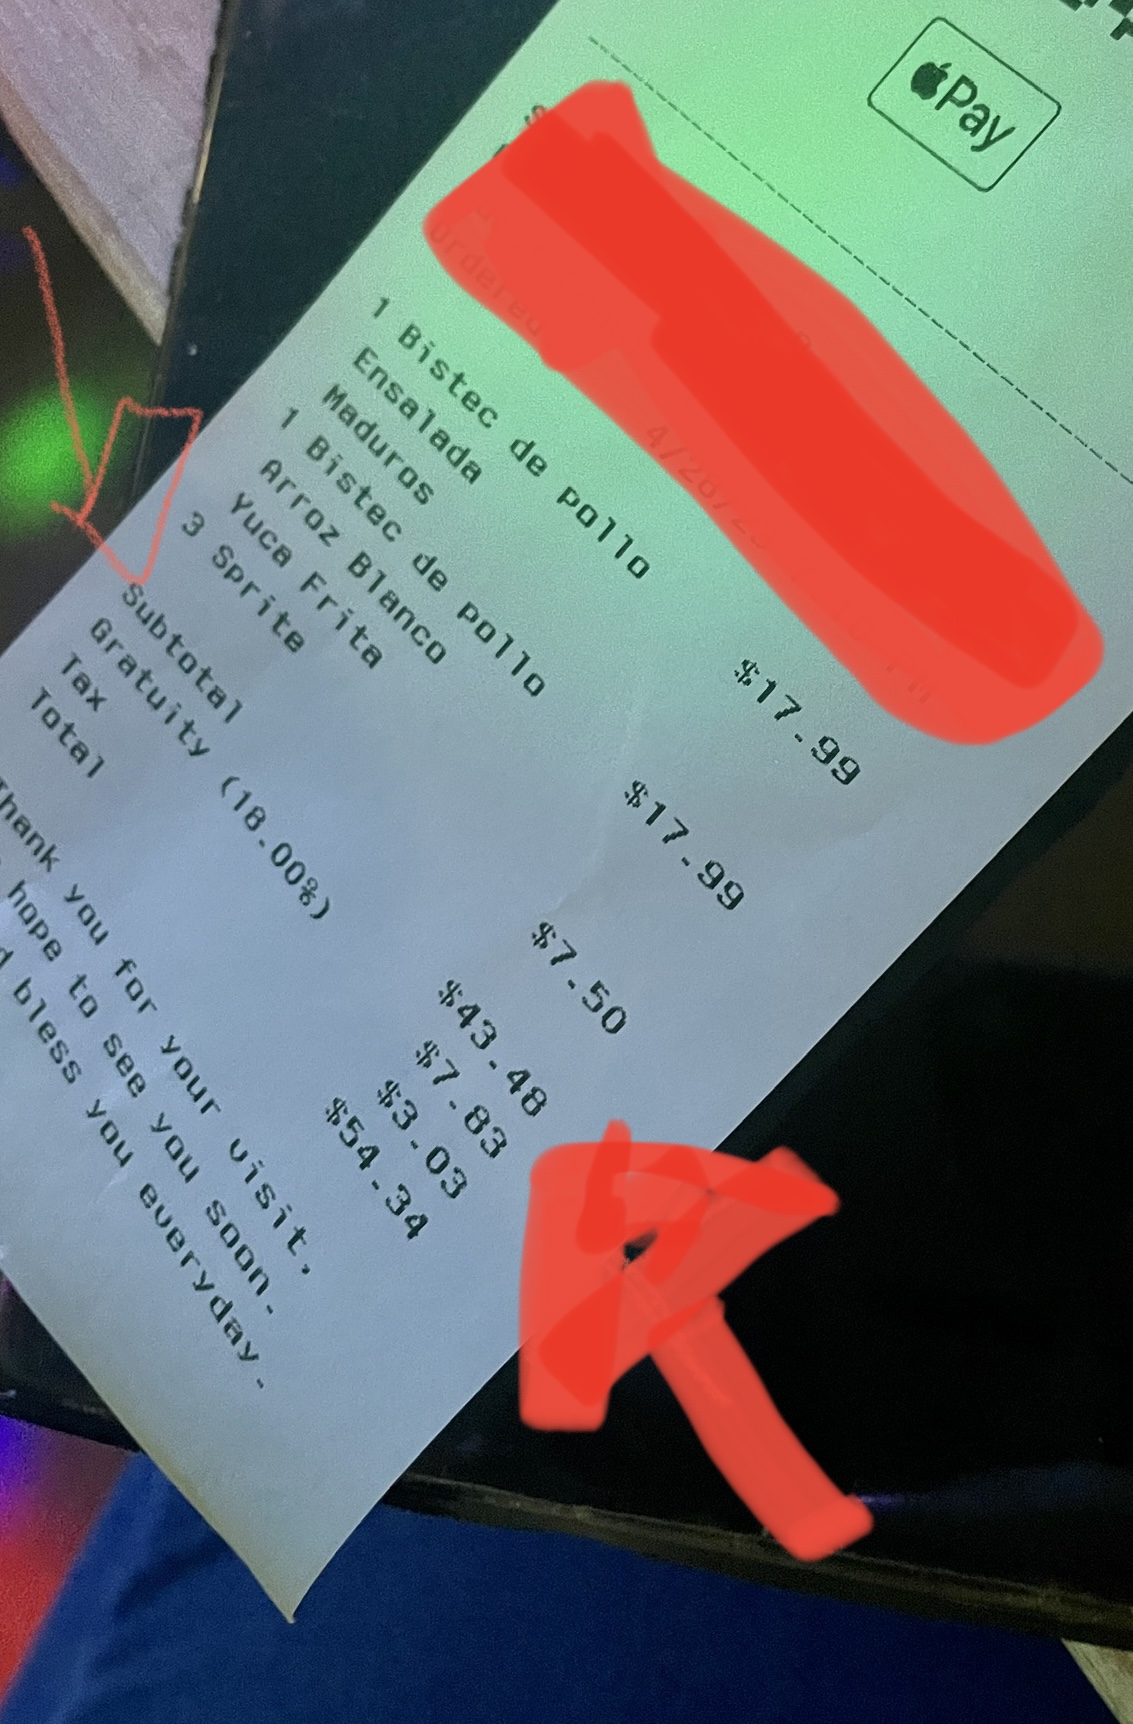 Pay
1 Bistec de pollo $17.99
Ensalada
Maduros
1 Bistec de pollo $17.99
Arroz Blanco
Yuca Frita
3 Sprite $7.50
Subtotal $43.48
Gratuity (18.00%) $7.83
Tax $3.03
Total $54.34
Thank you for your visit,
hope to see you soon.
bless you everyday.